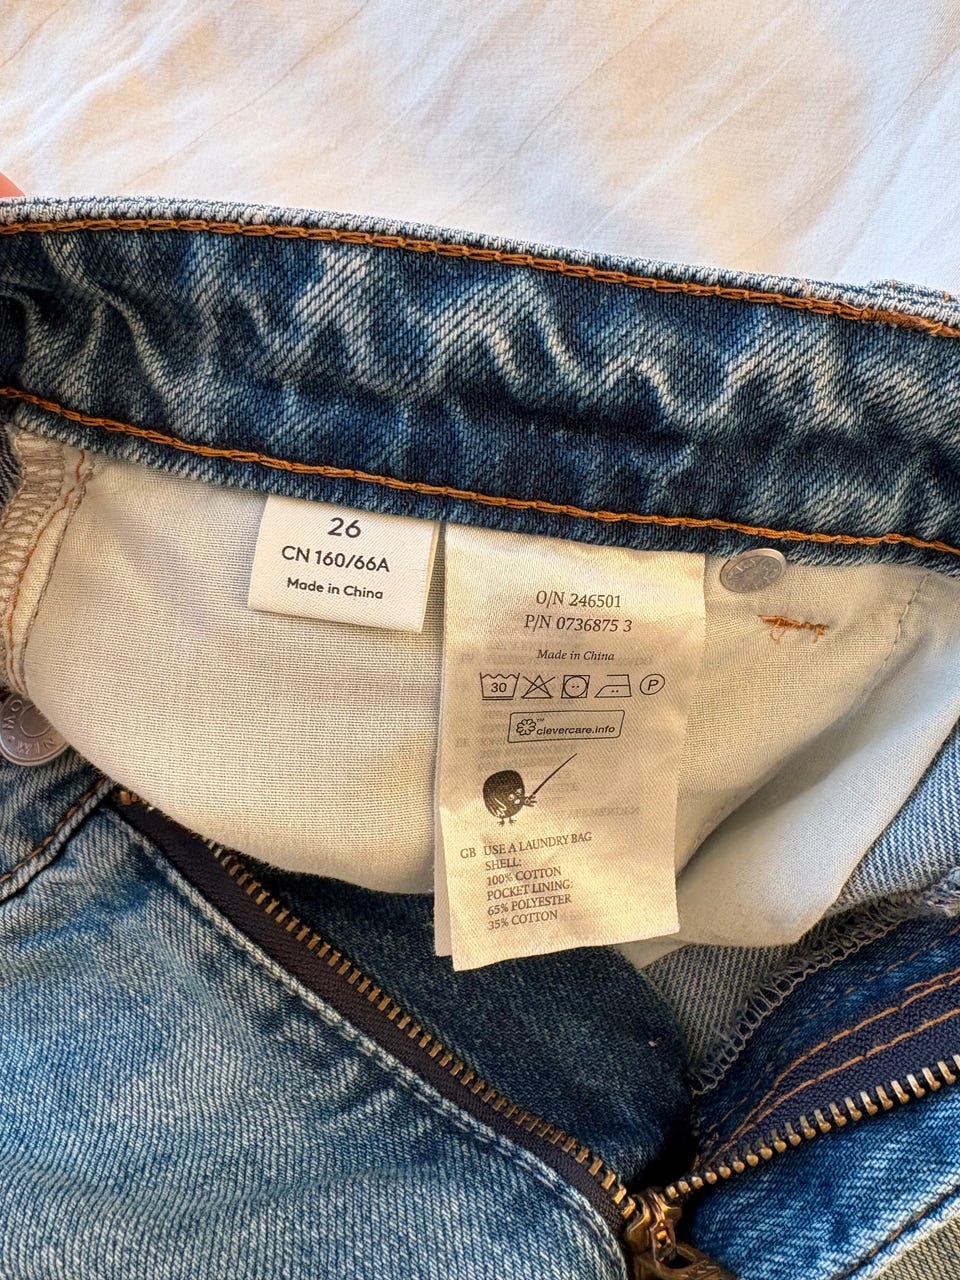 26
CN 160/66A
Made in China
O/N 246501
P/N 0736875 3
Made in China
30
P
™
clevercare.info
GB USE A LAUNDRY BAG
SHELL:
100% COTTON
POCKET LINING:
65% POLYESTER
35% COTTON